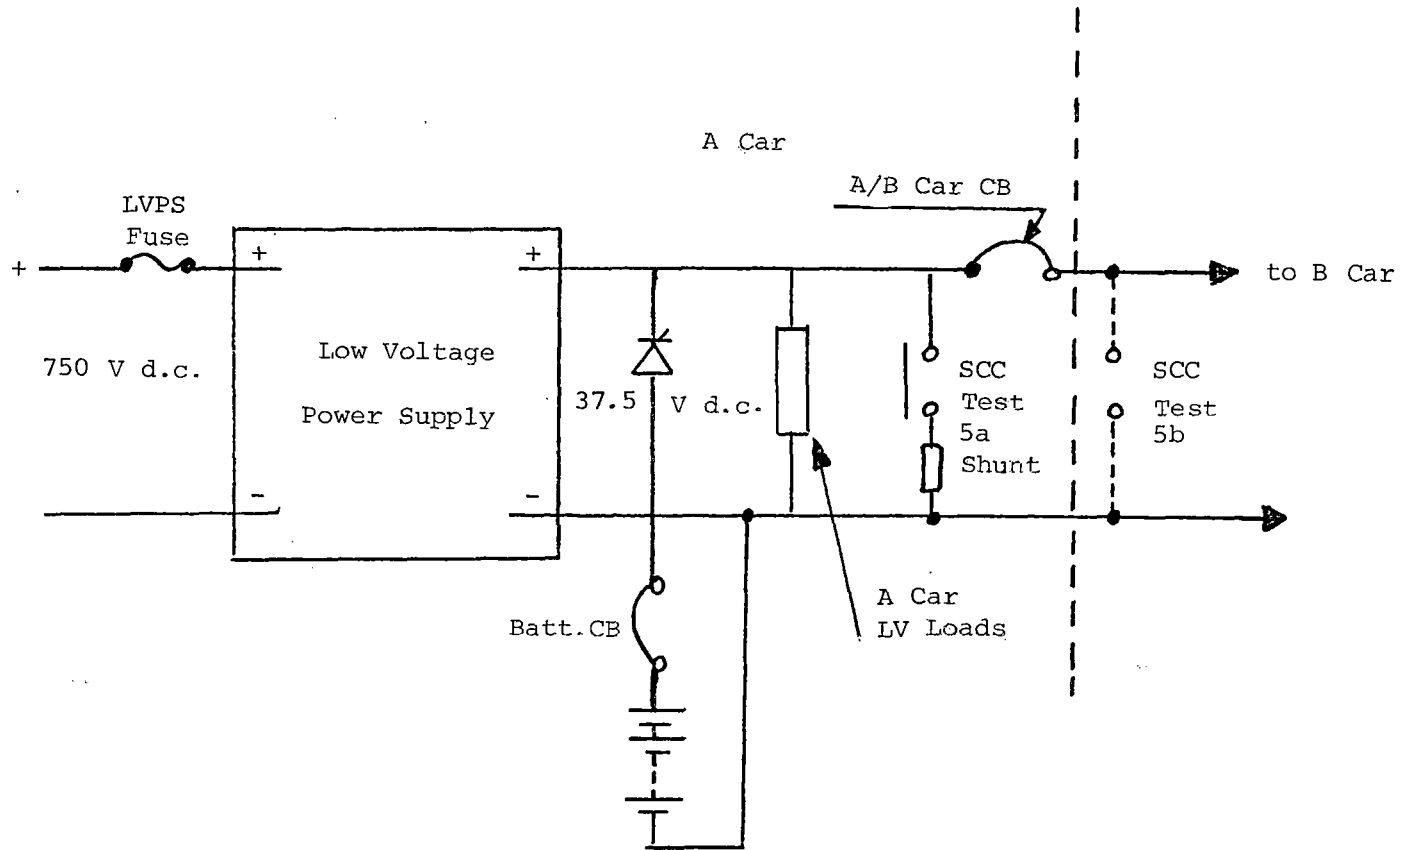 A Car
A/B Car CB
LVPS
Fuse
+
+
+
to B Car
Low Voltage
Power Supply
750 V d.c.
37.5 V d.c.
SCC
Test
5a
Shunt
SCC
Test
5b
-
-
A Car
LV Loads
Batt.CB